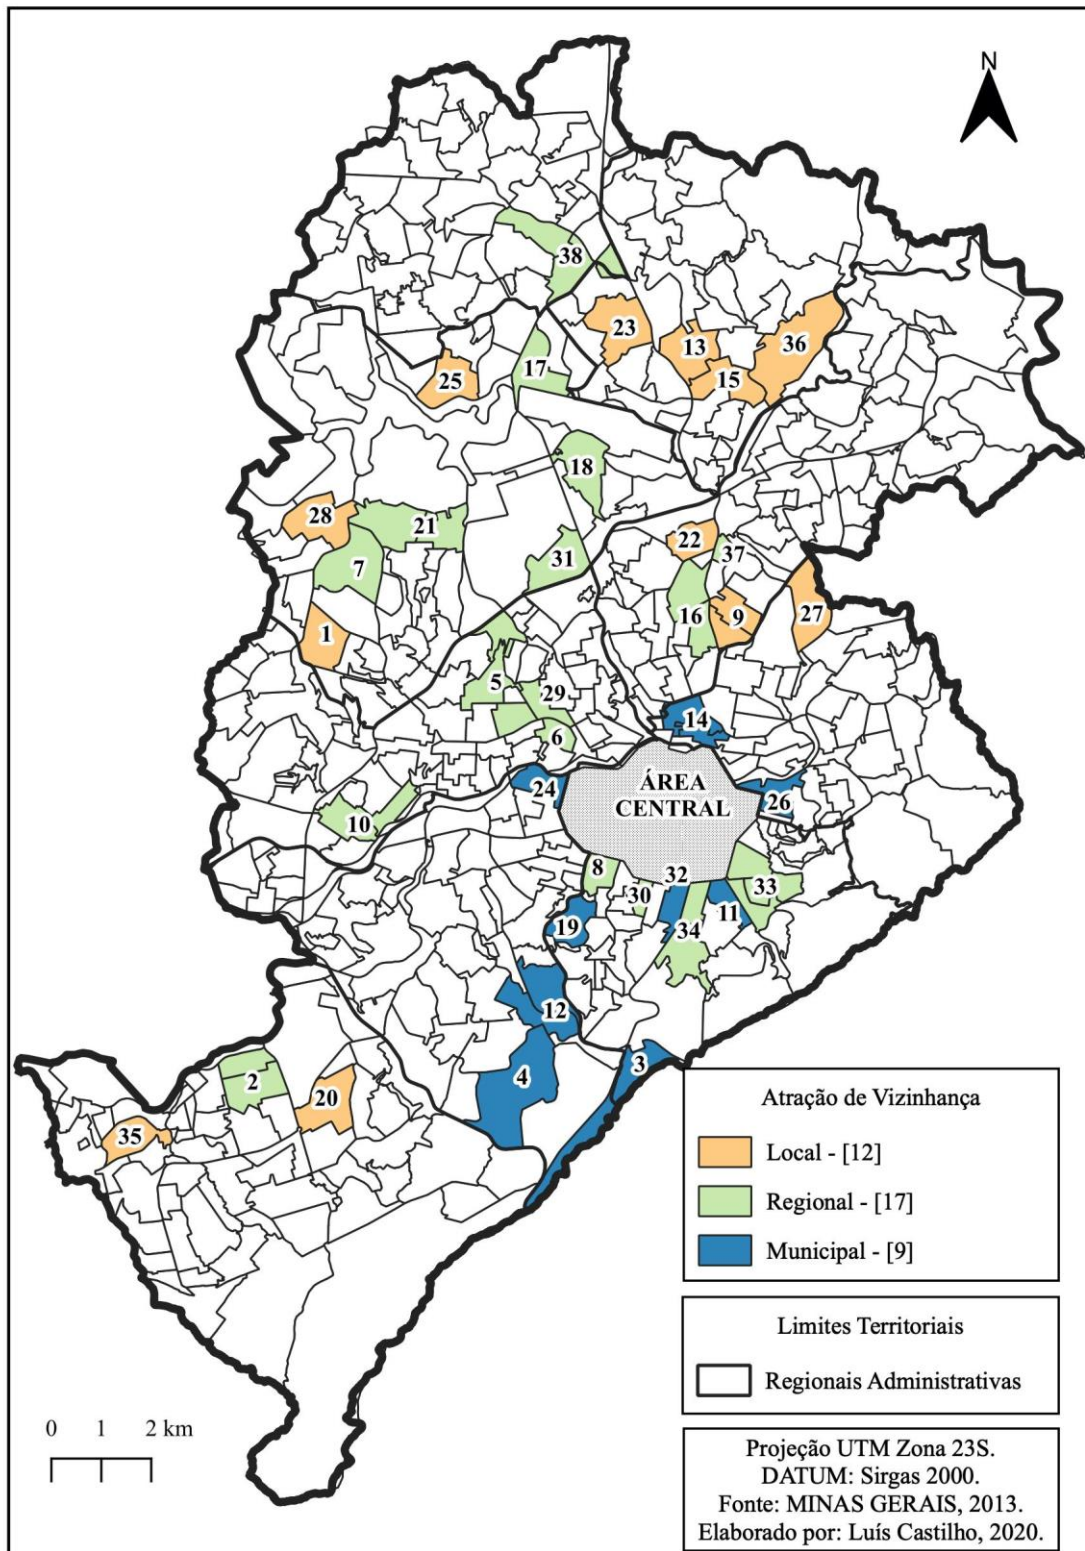 N
38
23
13
36
17
15
25
18
28
21
22
37
31
7
16
9
27
1
5
29
14
6
24
ÁREA
CENTRAL
26
10
8
32
33
30
11
19
34
12
3
4
2
20
35
Atração de Vizinhança
Local - [12]
Regional - [17]
Municipal - [9]
Limites Territoriais
Regionais Administrativas
0 1 2 km
Projeção UTM Zona 23S.
DATUM: Sirgas 2000.
Fonte: MINAS GERAIS, 2013.
Elaborado por: Luís Castilho, 2020.